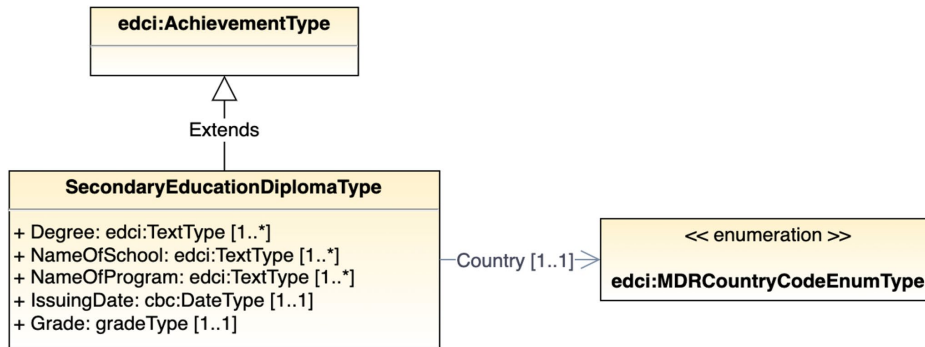 edci:AchievementType
Extends
SecondaryEducationDiplomaType
+ Degree: edci:TextType [1..*]
+ NameOfSchool: edci:TextType [1..*]
+ NameOfProgram: edci:TextType [1..*]
+ IssuingDate: cbc:DateType [1..1]
+ Grade: gradeType [1..1]
Country [1..1]
<< enumeration >>
edci:MDRCountryCodeEnumType